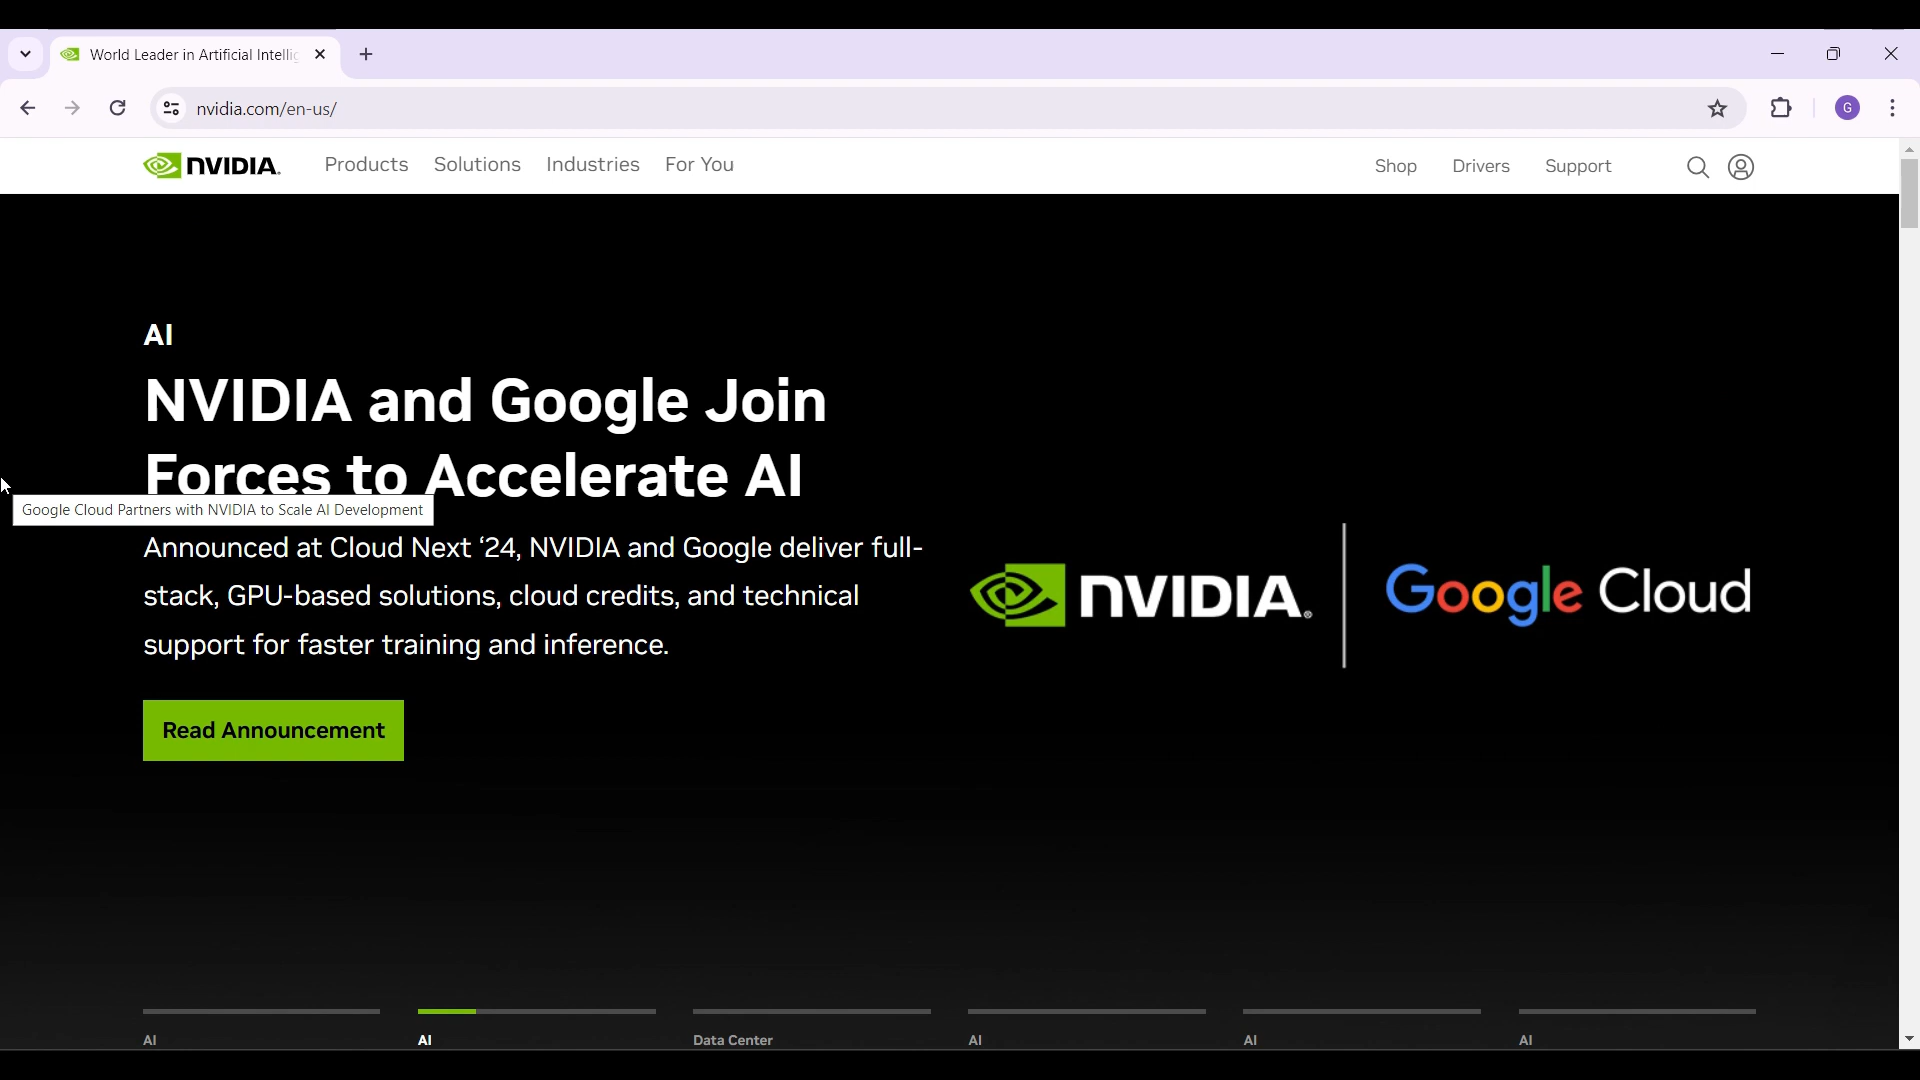 World Leader in Artificial Intellig
nvidia.com/en-us/
G
NVIDIA.
Products Solutions Industries For You
Shop Drivers Support
AI
NVIDIA and Google Join
Forces to Accelerate AI
Google Cloud Partners with NVIDIA to Scale AI Development
Announced at Cloud Next ‘24, NVIDIA and Google deliver full-
stack, GPU-based solutions, cloud credits, and technical
support for faster training and inference.
NVIDIA. Google Cloud
Read Announcement
AI AI Data Center AI AI AI